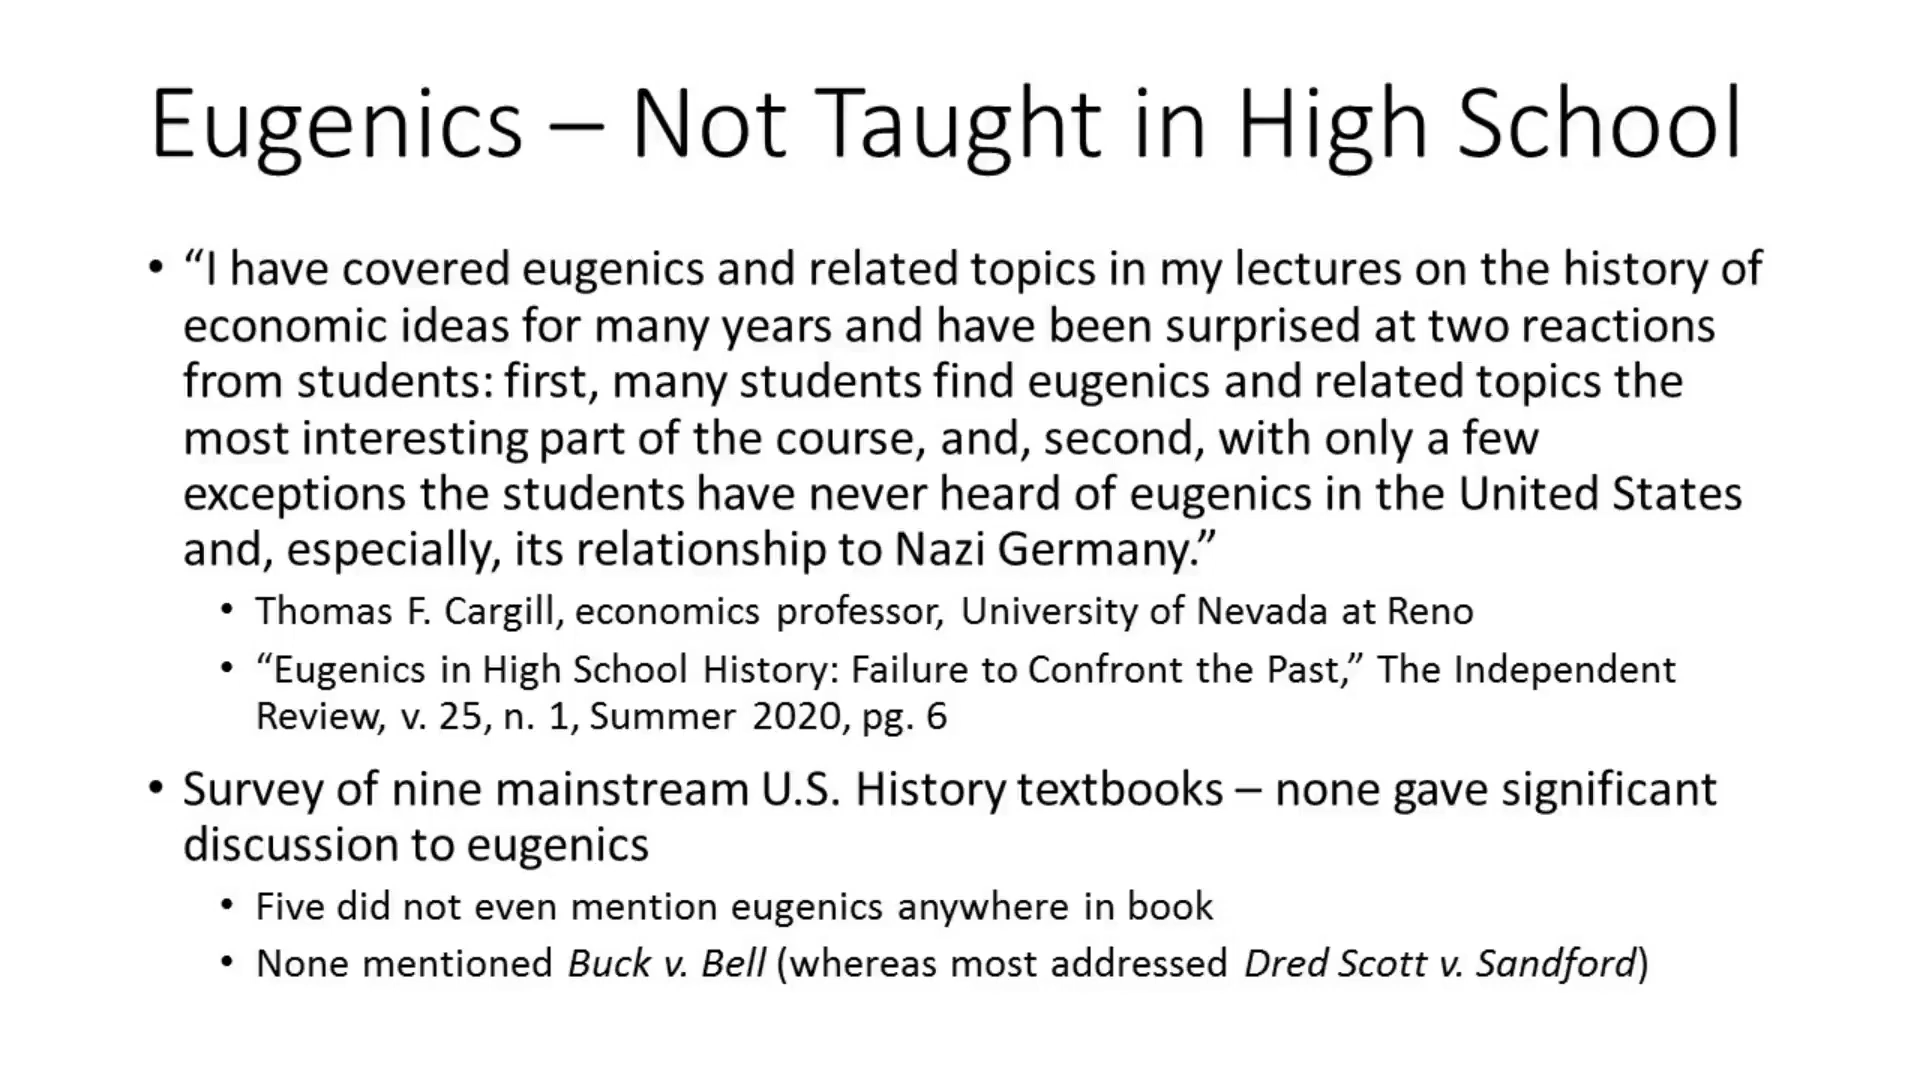 Eugenics – Not Taught in High School
• “I have covered eugenics and related topics in my lectures on the history of
economic ideas for many years and have been surprised at two reactions
from students: first, many students find eugenics and related topics the
most interesting part of the course, and, second, with only a few
exceptions the students have never heard of eugenics in the United States
and, especially, its relationship to Nazi Germany.”
• Thomas F. Cargill, economics professor, University of Nevada at Reno
• “Eugenics in High School History: Failure to Confront the Past,” The Independent
Review, v. 25, n. 1, Summer 2020, pg. 6
• Survey of nine mainstream U.S. History textbooks – none gave significant
discussion to eugenics
• Five did not even mention eugenics anywhere in book
• None mentioned Buck v. Bell (whereas most addressed Dred Scott v. Sandford)